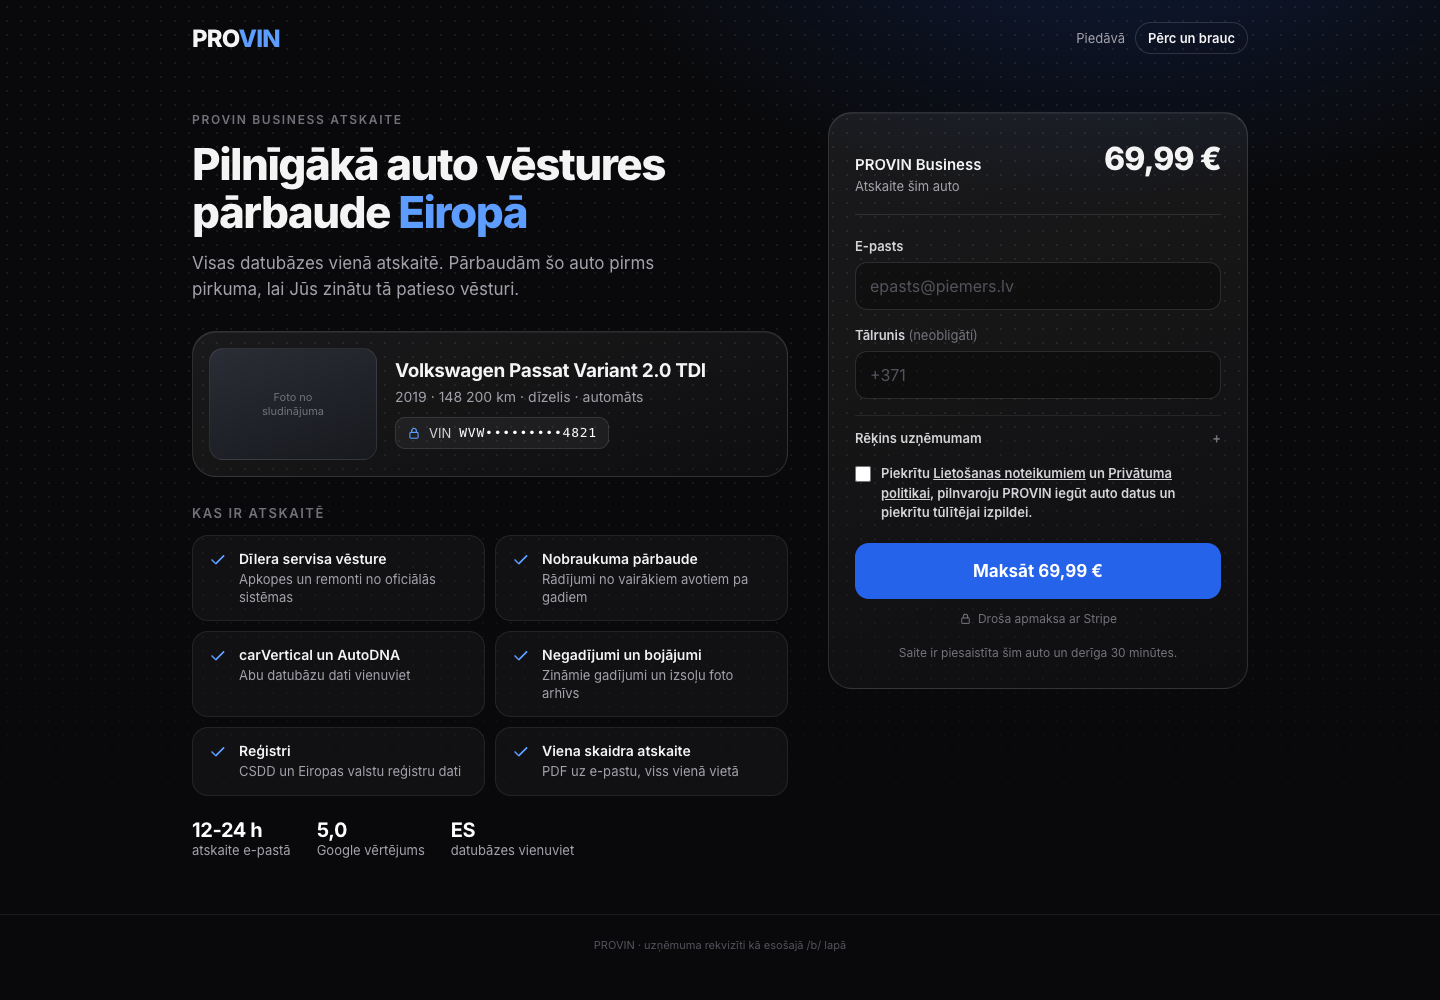 PROVIN
Piedāvā
Pērc un brauc
PROVIN BUSINESS ATSKAITE
Pilnīgākā auto vēstures
pārbaude Eiropā
Visas datubāzes vienā atskaitē. Pārbaudām šo auto pirms
pirkuma, lai Jūs zinātu tā patieso vēsturi.
Foto no
sludinājuma
Volkswagen Passat Variant 2.0 TDI
2019 · 148 200 km · dīzelis · automāts
VIN WVW•••••••••4821
KAS IR ATSKAITĒ
Dīlera servisa vēsture
Apkopes un remonti no oficiālās
sistēmas
Nobraukuma pārbaude
Rādījumi no vairākiem avotiem pa
gadiem
carVertical un AutoDNA
Abu datubāzu dati vienuviet
Negadījumi un bojājumi
Zināmie gadījumi un izsoļu foto
arhīvs
Reģistri
CSDD un Eiropas valstu reģistru dati
Viena skaidra atskaite
PDF uz e-pastu, viss vienā vietā
12-24 h
atskaite e-pastā
5,0
Google vērtējums
ES
datubāzes vienuviet
PROVIN Business
69,99 €
Atskaite šim auto
E-pasts
epasts@piemers.lv
Tālrunis (neobligāti)
+371
Rēķins uzņēmumam
+
Piekrītu Lietošanas noteikumiem un Privātuma
politikai, pilnvaroju PROVIN iegūt auto datus un
piekrītu tūlītējai izpildei.
Maksāt 69,99 €
Droša apmaksa ar Stripe
Saite ir piesaistīta šim auto un derīga 30 minūtes.
PROVIN · uzņēmuma rekvizīti kā esošajā /b/ lapā